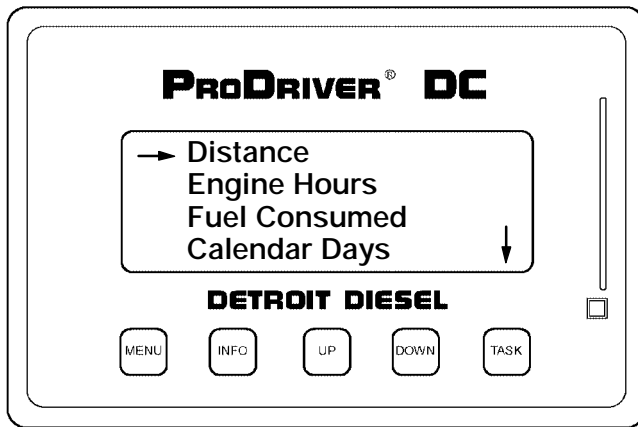 PRODRIVER® DC
→ Distance
Engine Hours
Fuel Consumed
Calendar Days ↓
DETROIT DIESEL
MENU INFO UP DOWN TASK